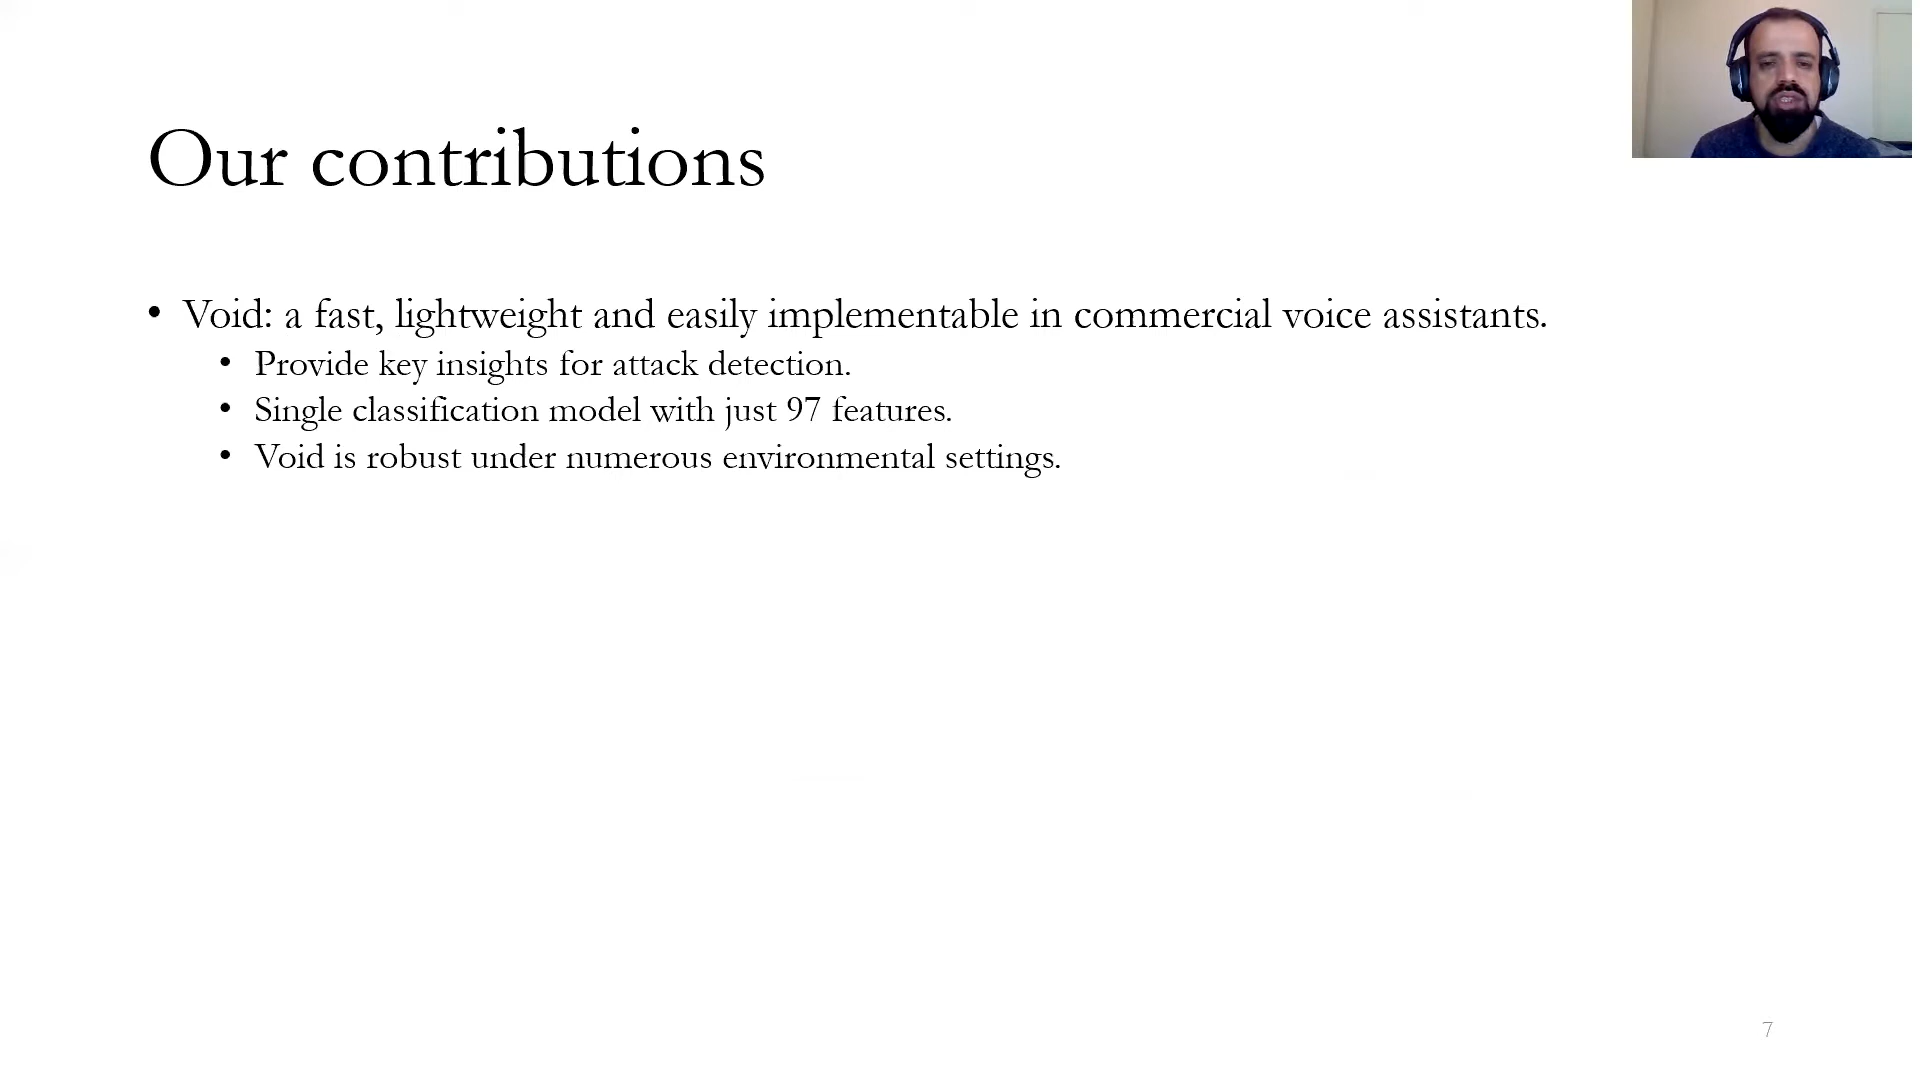 Our contributions
• Void: a fast, lightweight and easily implementable in commercial voice assistants.
• Provide key insights for attack detection.
• Single classification model with just 97 features.
• Void is robust under numerous environmental settings.
7